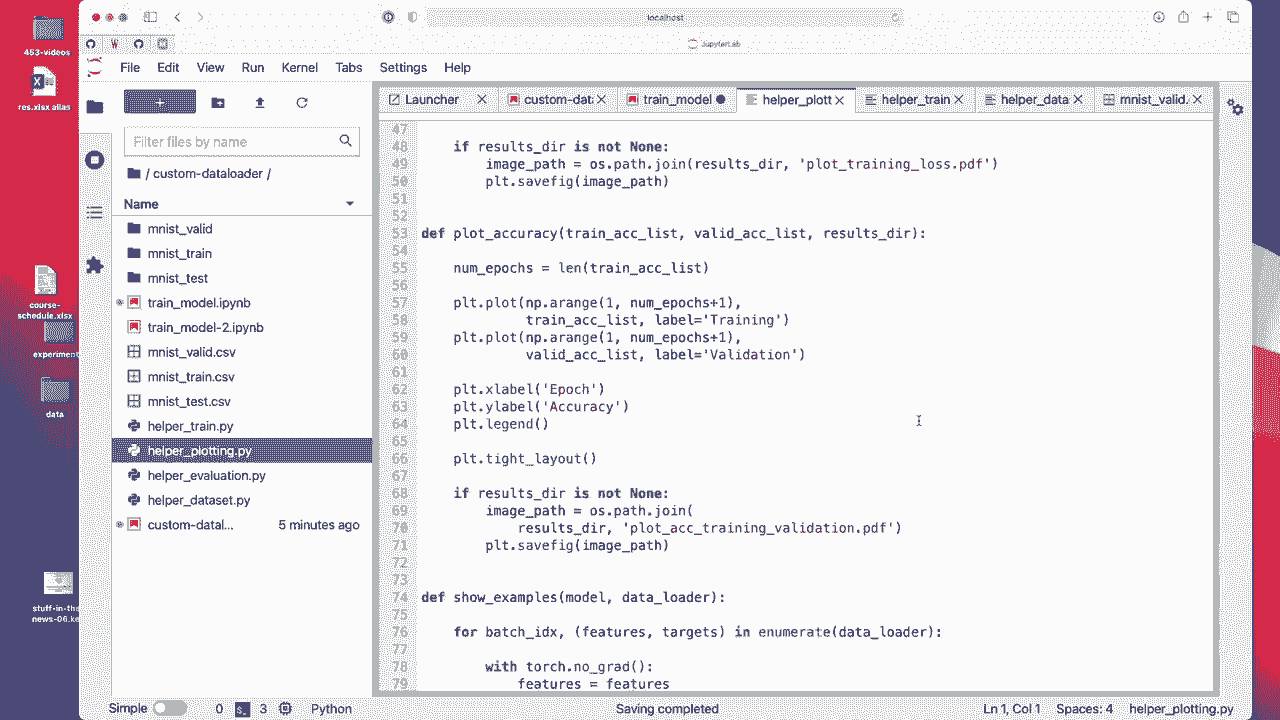 localhost
JupyterLab
File Edit View Run Kernel Tabs Settings Help
Launcher
custom-dat
train_model
helper_plott
helper_train
helper_data
mnist_valid.
Filter files by name
/ custom-dataloader /
Name
mnist_valid
mnist_train
mnist_test
train_model.ipynb
train_model-2.ipynb
mnist_valid.csv
mnist_train.csv
mnist_test.csv
helper_train.py
helper_plotting.py
helper_evaluation.py
helper_dataset.py
custom-datal... 5 minutes ago
453-videos
res.xlsx alias
course-
schedule.xlsx
experiment
data
stuff-in-the
news-06.ke
47
48 if results_dir is not None:
49 image_path = os.path.join(results_dir, 'plot_training_loss.pdf')
50 plt.savefig(image_path)
51
52
53 def plot_accuracy(train_acc_list, valid_acc_list, results_dir):
54
55 num_epochs = len(train_acc_list)
56
57 plt.plot(np.arange(1, num_epochs+1),
58 train_acc_list, label='Training')
59 plt.plot(np.arange(1, num_epochs+1),
60 valid_acc_list, label='Validation')
61
62 plt.xlabel('Epoch')
63 plt.ylabel('Accuracy')
64 plt.legend()
65
66 plt.tight_layout()
67
68 if results_dir is not None:
69 image_path = os.path.join(
70 results_dir, 'plot_acc_training_validation.pdf')
71 plt.savefig(image_path)
72
73
74 def show_examples(model, data_loader):
75
76 for batch_idx, (features, targets) in enumerate(data_loader):
77
78 with torch.no_grad():
79 features = features
Simple 0 3 Python Saving completed Ln 1, Col 1 Spaces: 4 helper_plotting.py